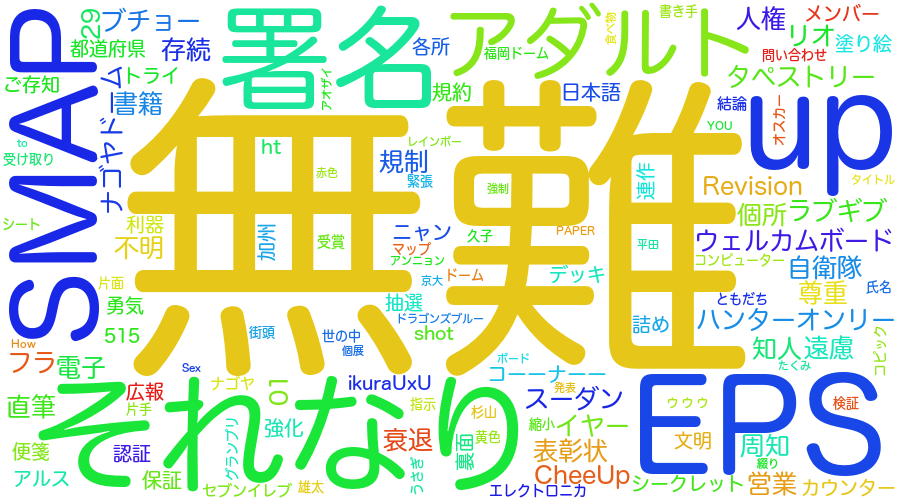 29
ブチョー
署名
アダルト
書き手
人権
メンバー
リオ
塗り絵
都道府県
存続
各所
福岡ドーム
食べ物
問い合わせ
ご存知
トライ
アオザイ
規約
日本語
タペストリー
SMAP
ナゴヤドーム
書籍
結論
オスカー
YOU
up
to
受け取り
ht
レインボー
規制
緊張
赤色
無難
強制
連作
Revision
タイトル
シート
利器
不明
加州
受賞
ニャン
マップ
アンニョン
久子
PAPER
平田
個所
ラブギブ
ウェルカムボード
コンピューター
自衛隊
片面
勇気
京大
ドーム
デッキ
抽選
ドラゴンズブルー
ともだち
尊重
氏名
515
街頭
世の中
個展
shot
詰め
ハンターオンリー
How
フラ
電子
Sex
ナゴヤ
ikuraUxU
ボード
コーナーー
発表
知人
遠慮
たくみ
コピック
直筆
広報
片手
01
それなり
指示
杉山
スーダン
EPS
ウゥウゥ
検証
便箋
認証
グランプリ
強化
衰退
裏面
黄色
縮小
イヤー
表彰状
文明
周知
綴り
アルス
保証
セブンイレブ
雄太
うさぎ
エレクトロニカ
CheeUp
シークレット
営業
カウンター